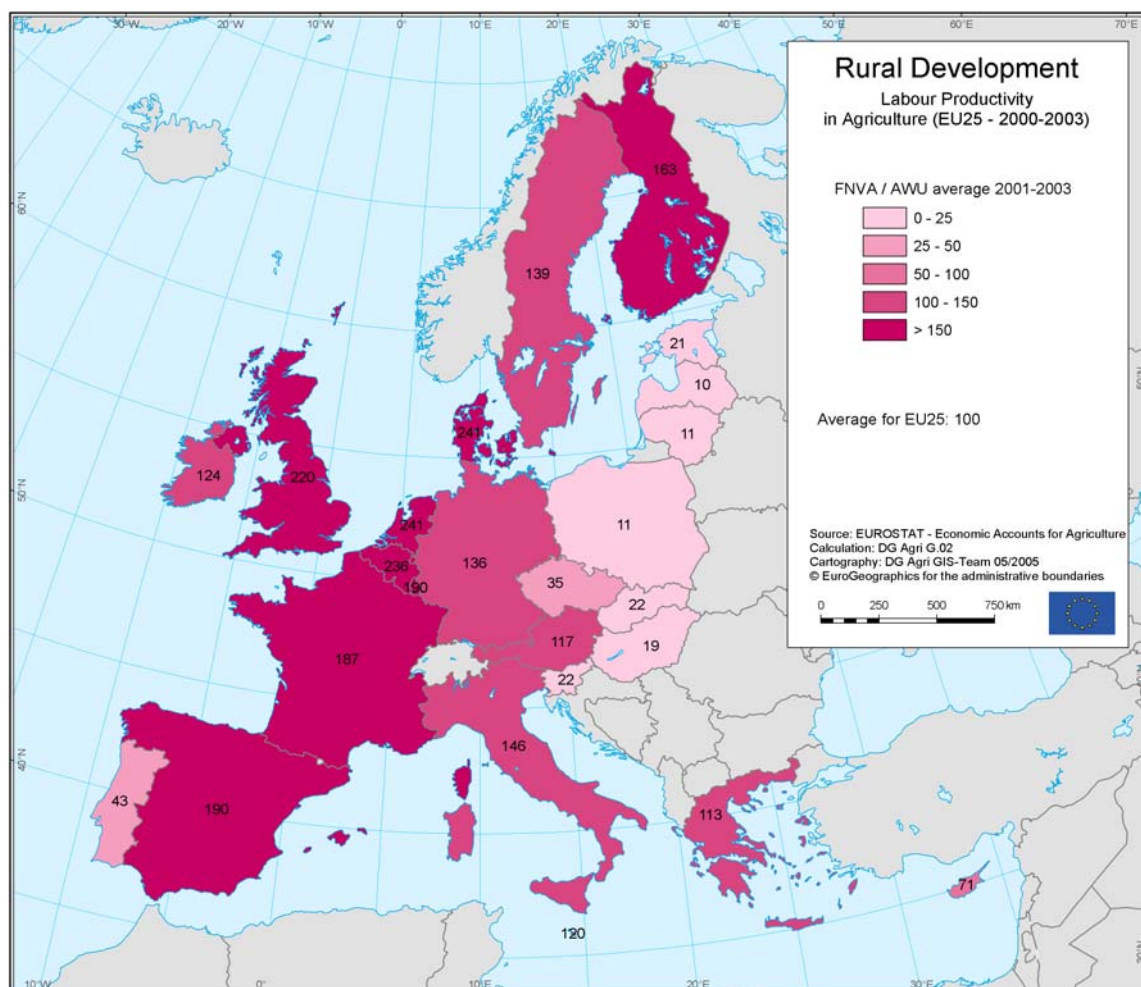 30°W 20°W 10°W 0° 10°E 20°E 30°E 40°E 50°E 60°E 70°E
Rural Development
Labour Productivity
in Agriculture (EU25 - 2000-2003)
FNVA / AWU average 2001-2003
0 - 25
25 - 50
50 - 100
100 - 150
> 150
Average for EU25: 100
Source: EUROSTAT - Economic Accounts for Agriculture
Calculation: DG Agri G.02
Cartography: DG Agri GIS-Team 05/2005
© EuroGeographics for the administrative boundaries
0 250 500 750 km
60°N
50°N
40°N
163
139
21
10
11
241
124
220
241
11
236
190
136
35
22
187
117
19
22
146
43
190
113
71
120
40°N
30°N
10°W 0° 10°E 20°E 30°E